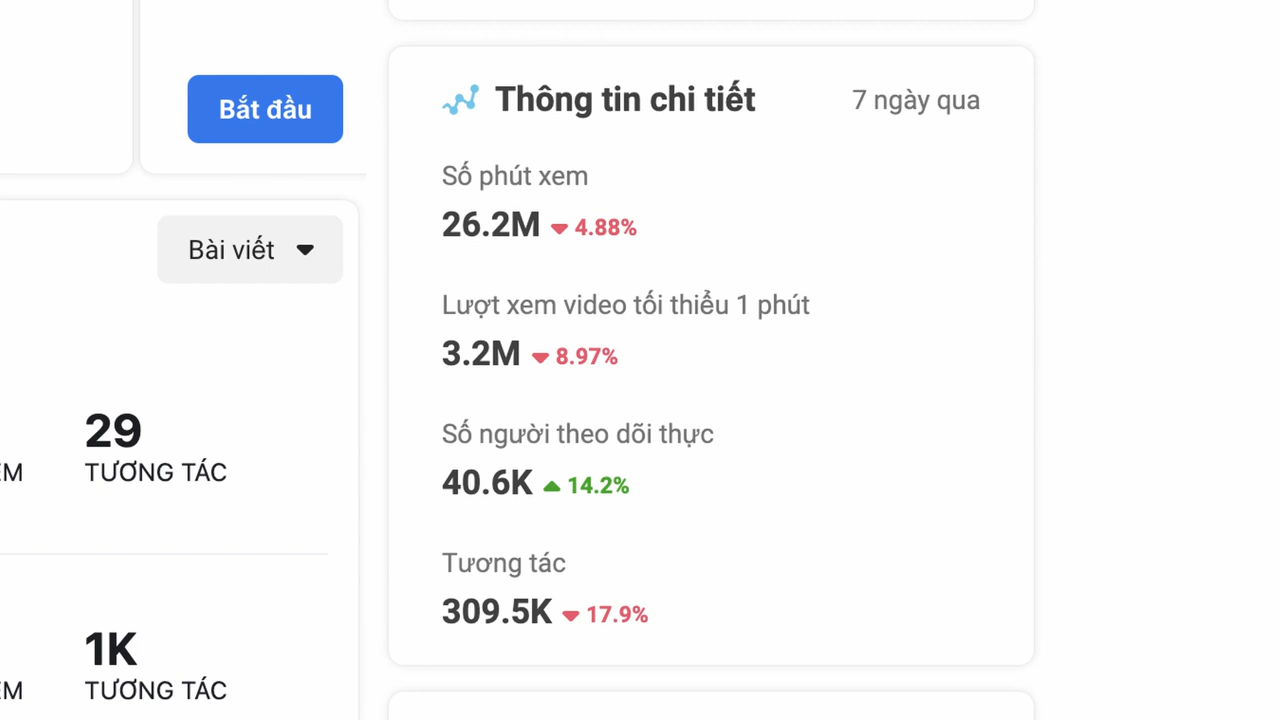 Bắt đầu
Bài viết
29
TƯƠNG TÁC
1K
TƯƠNG TÁC
Thông tin chi tiết
7 ngày qua
Số phút xem
26.2M 4.88%
Lượt xem video tối thiểu 1 phút
3.2M 8.97%
Số người theo dõi thực
40.6K 14.2%
Tương tác
309.5K 17.9%